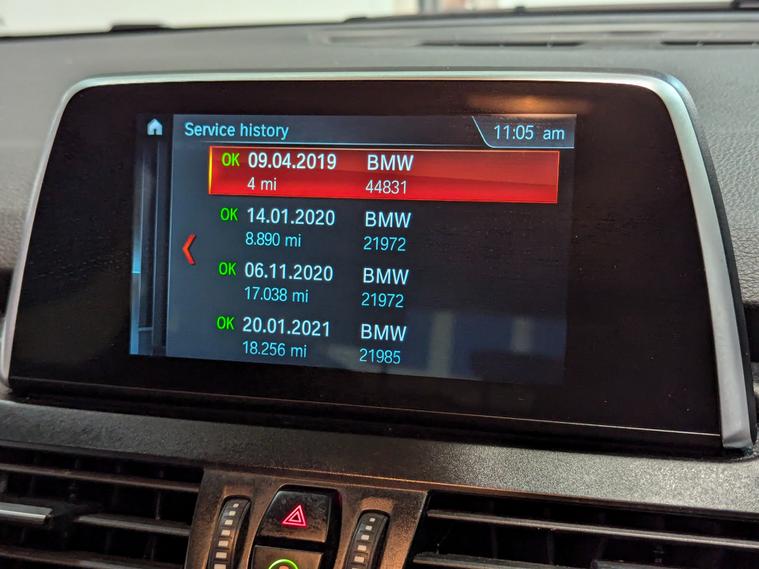 Service history 11:05 am
OK 09.04.2019 BMW
4 mi 44831
OK 14.01.2020 BMW
8.890 mi 21972
OK 06.11.2020 BMW
17.038 mi 21972
OK 20.01.2021 BMW
18.256 mi 21985